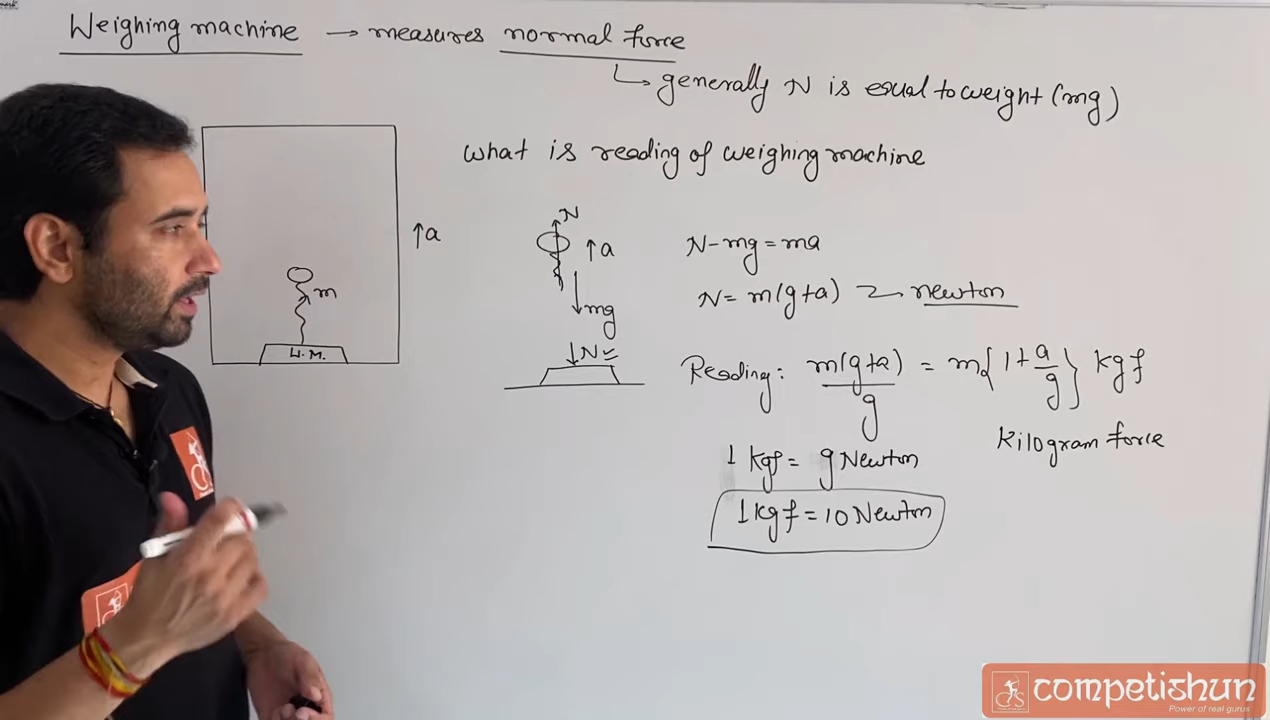 Weighing machine → measures normal force
↳ generally N is equal to weight (mg)
What is reading of weighing machine
↑a
m
W.M.
N
↑a
mg
↓N
N-mg=ma
N= m(g+a) newton
Reading: m(g+a)/g = m{1+a/g} kgf
kilogram force
1 kgf = g Newton
1 kgf = 10 Newton
competishun
Power of real gurus